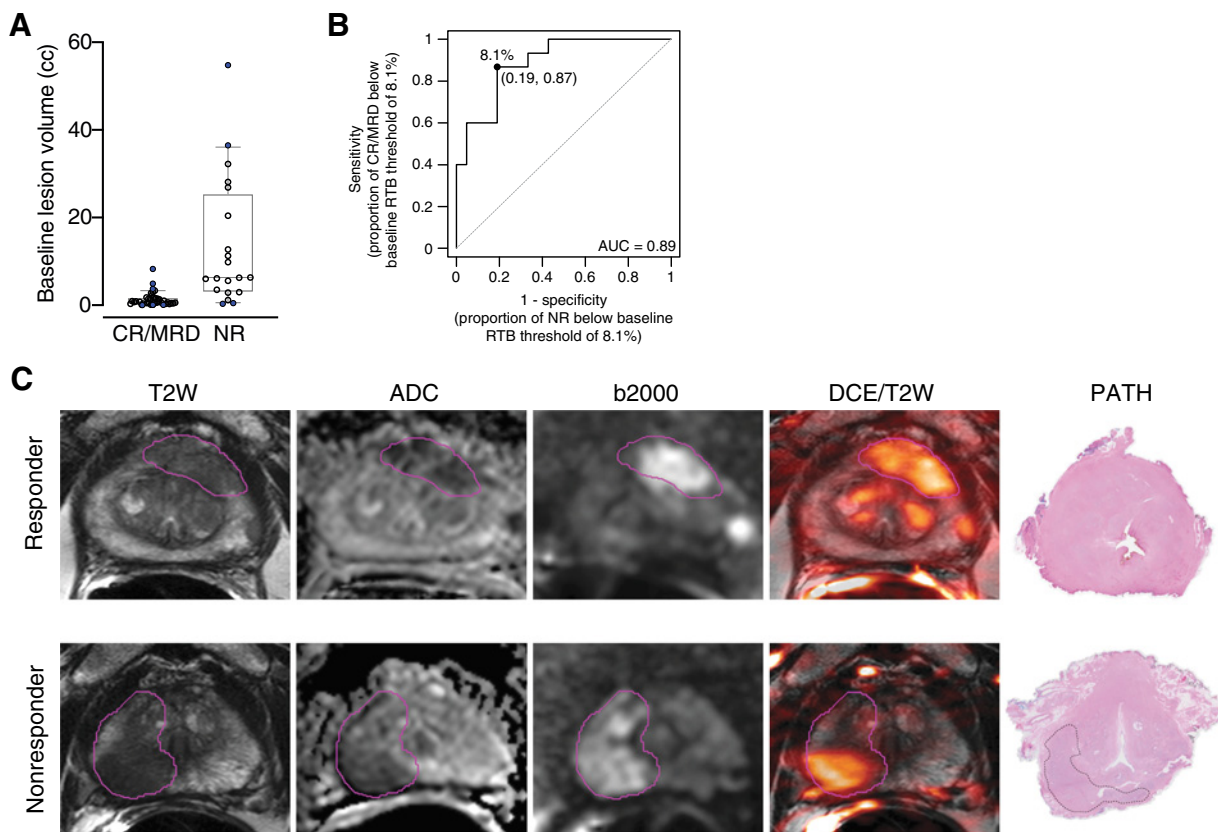 A
Baseline lesion volume (cc)
60
40
20
0
CR/MRD NR
B
Sensitivity
(proportion of CR/MRD below
baseline RTB threshold of 8.1%)
1
0.8
0.6
0.4
0.2
0
8.1%
(0.19, 0.87)
AUC = 0.89
0 0.2 0.4 0.6 0.8 1
1 - specificity
(proportion of NR below baseline
RTB threshold of 8.1%)
C
T2W ADC b2000 DCE/T2W PATH
Responder
Nonresponder